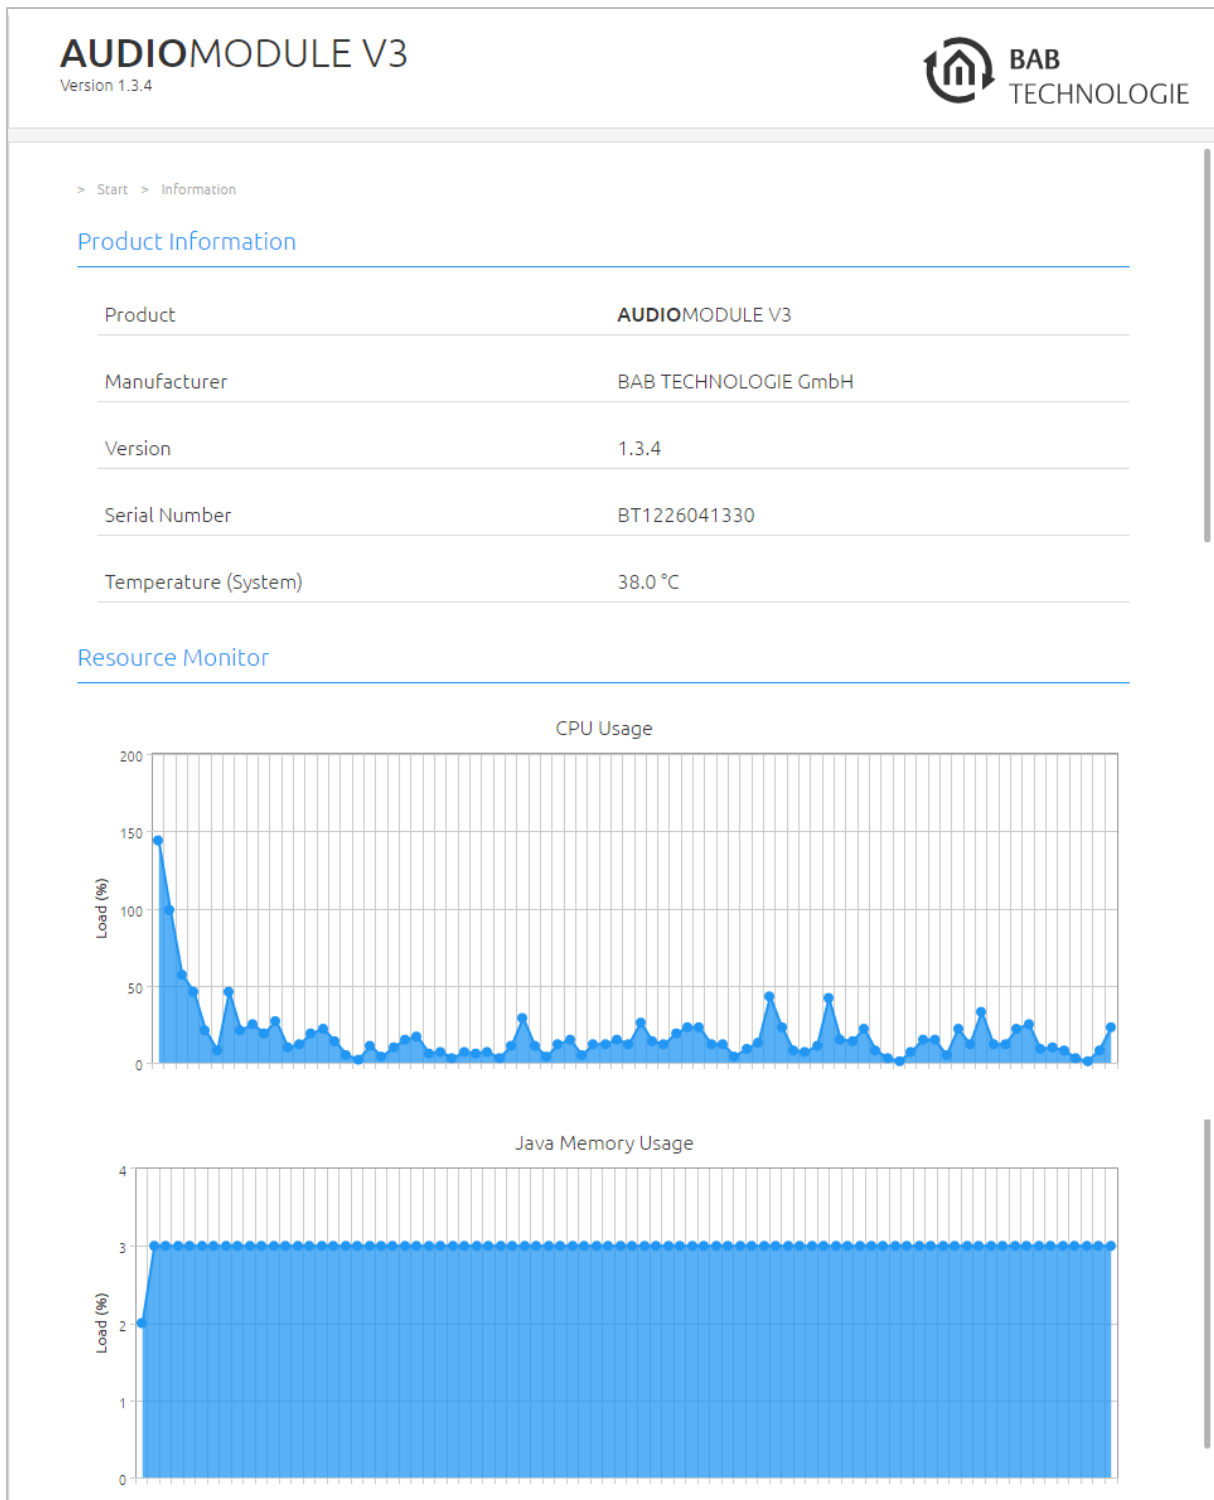 AUDIOMODULE V3
Version 1.3.4
BAB
TECHNOLOGIE
> Start > Information
Product Information
Product AUDIOMODULE V3
Manufacturer BAB TECHNOLOGIE GmbH
Version 1.3.4
Serial Number BT1226041330
Temperature (System) 38.0 °C
Resource Monitor
CPU Usage
200
150
100
50
0
Load (%)
Java Memory Usage
4
3
2
1
0
Load (%)